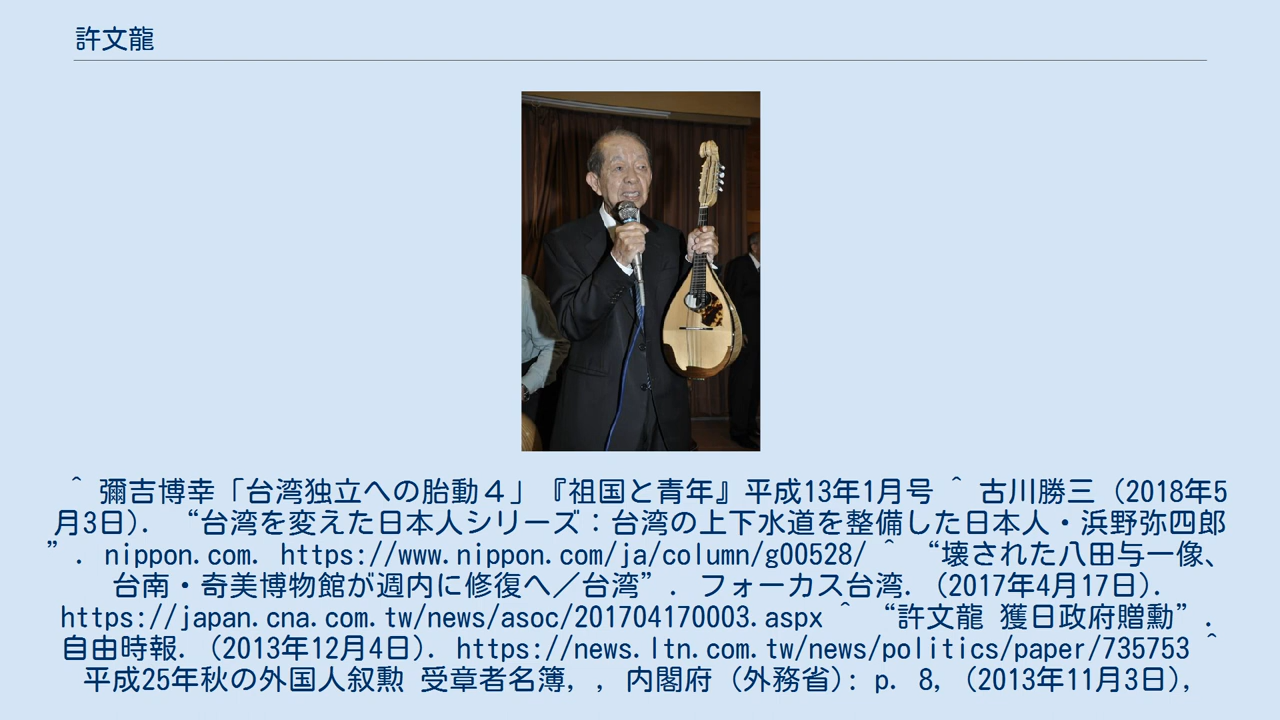 許文龍
^ 彌吉博幸「台湾独立への胎動４」『祖国と青年』平成13年1月号 ^ 古川勝三 (2018年5
月3日). “台湾を変えた日本人シリーズ：台湾の上下水道を整備した日本人・浜野弥四郎
”. nippon.com. https://www.nippon.com/ja/column/g00528/ ^ “壊された八田与一像、
台南・奇美博物館が週内に修復へ／台湾”. フォーカス台湾. (2017年4月17日).
https://japan.cna.com.tw/news/asoc/201704170003.aspx ^ “許文龍 獲日政府贈勳”.
自由時報. (2013年12月4日). https://news.ltn.com.tw/news/politics/paper/735753 ^
平成25年秋の外国人叙勲 受章者名簿, , 内閣府 (外務省): p. 8, (2013年11月3日),